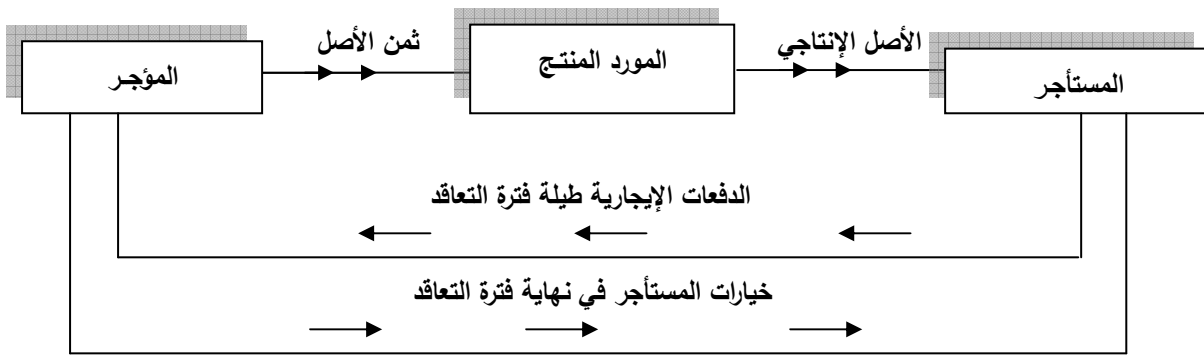 الأصل الإنتاجي
ثمن الأصل
المستأجر
المورد المنتج
المؤجر
الدفعات الإيجارية طيلة فترة التعاقد
خيارات المستأجر في نهاية فترة التعاقد